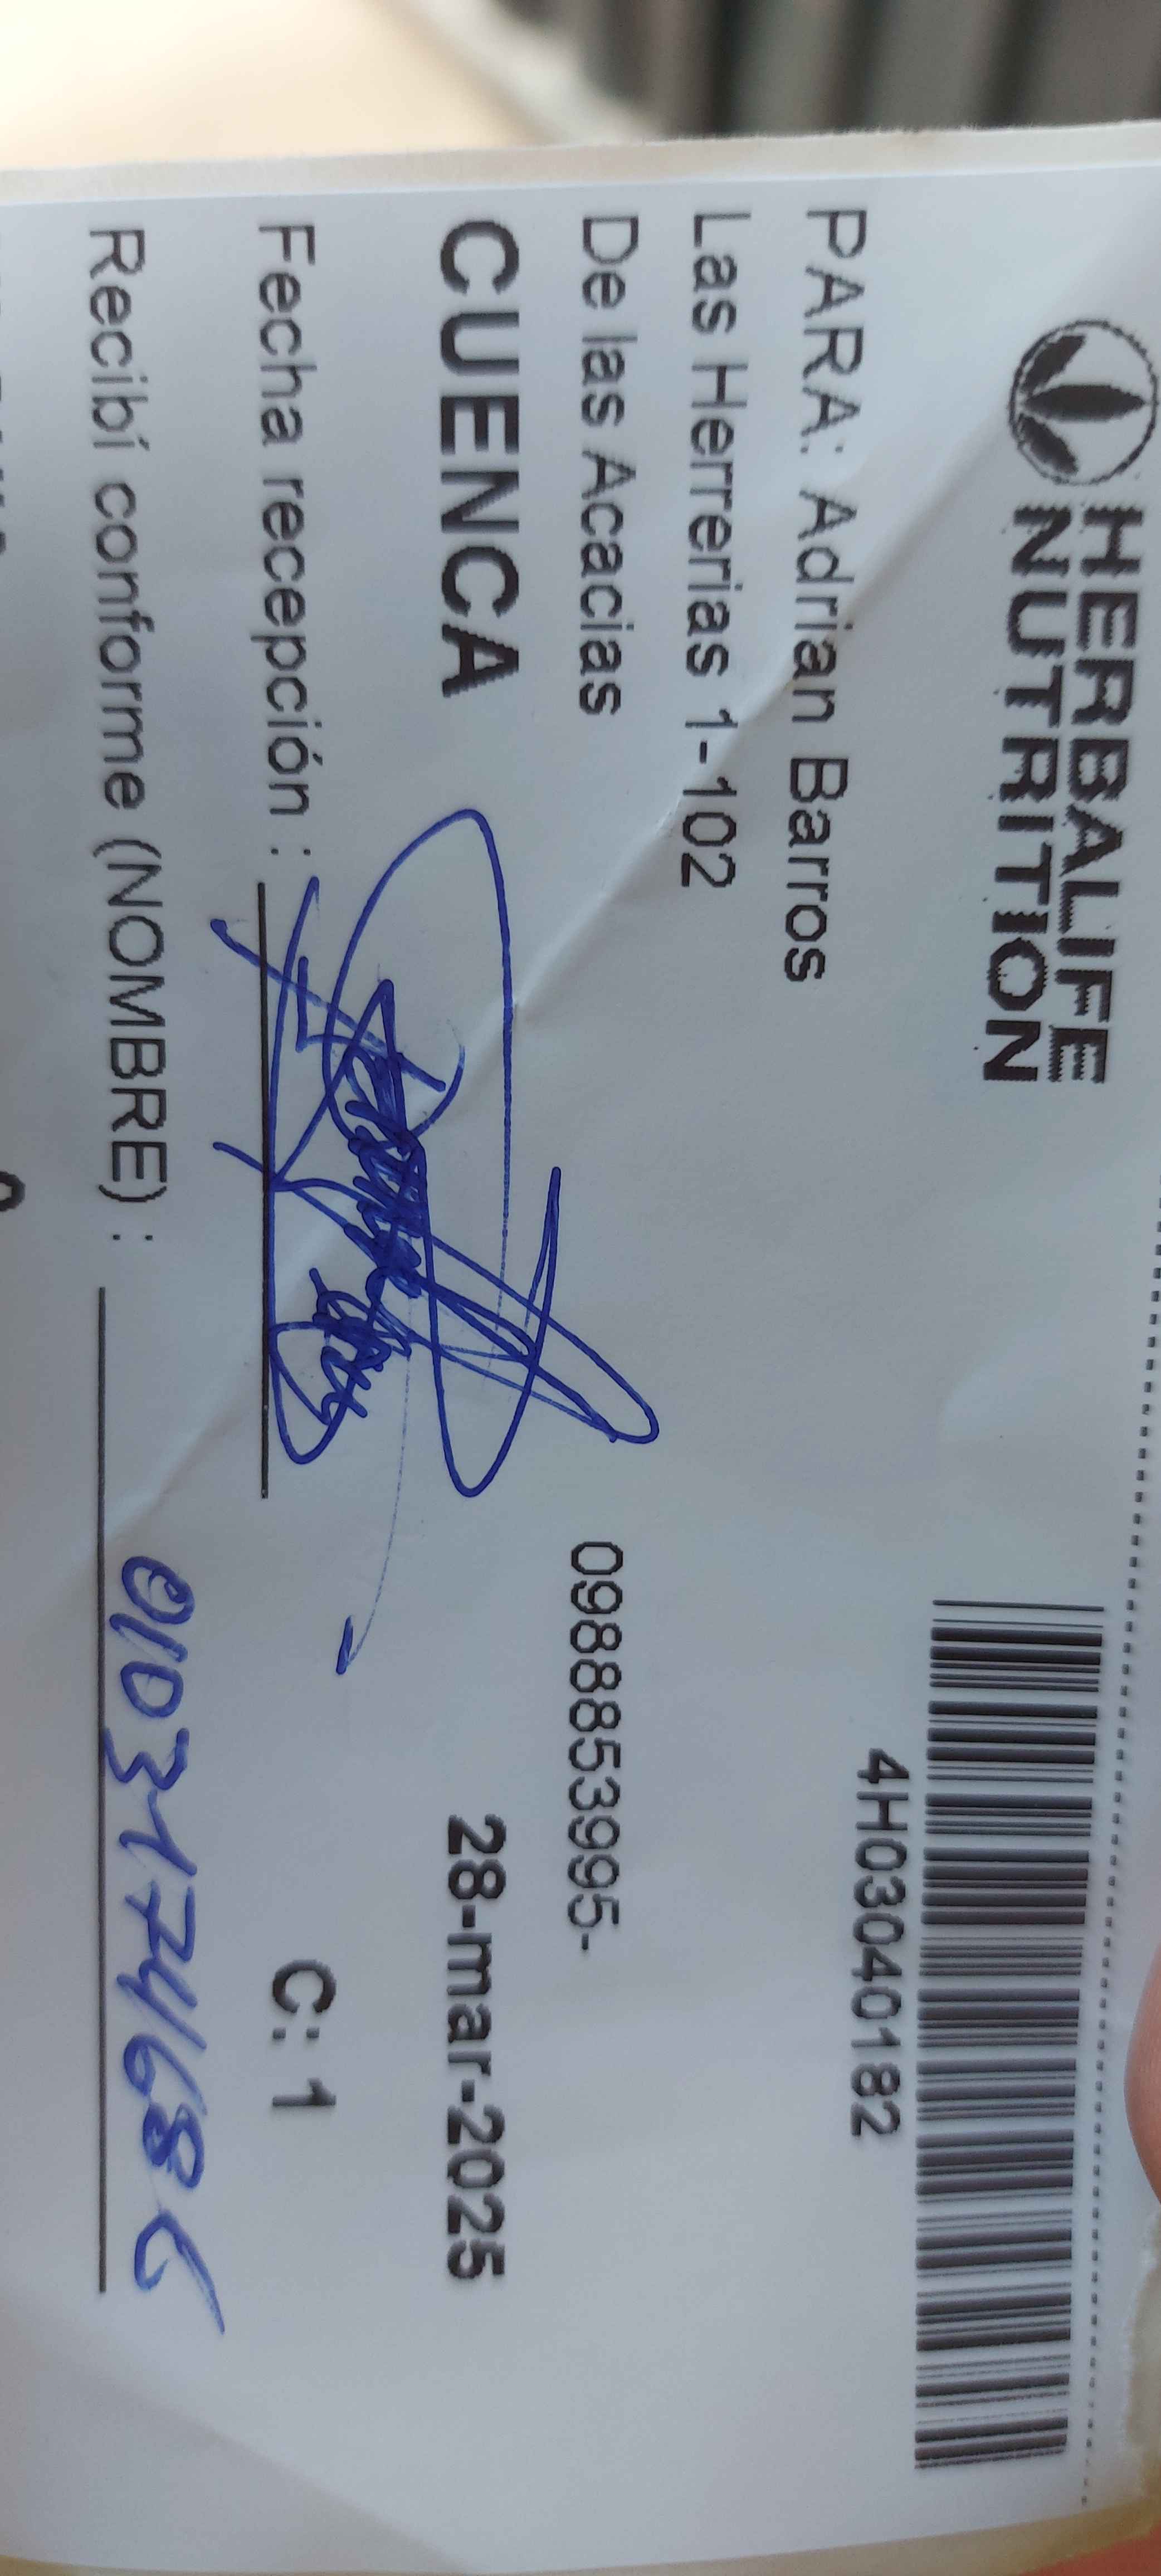 HERBALIFE
NUTRITION
4H03040182
PARA: Adrian Barros
Las Herrerias 1-102
De las Acacias
0988853995-
CUENCA
28-mar-2025
Fecha recepción :
C: 1
Recibí conforme (NOMBRE) :